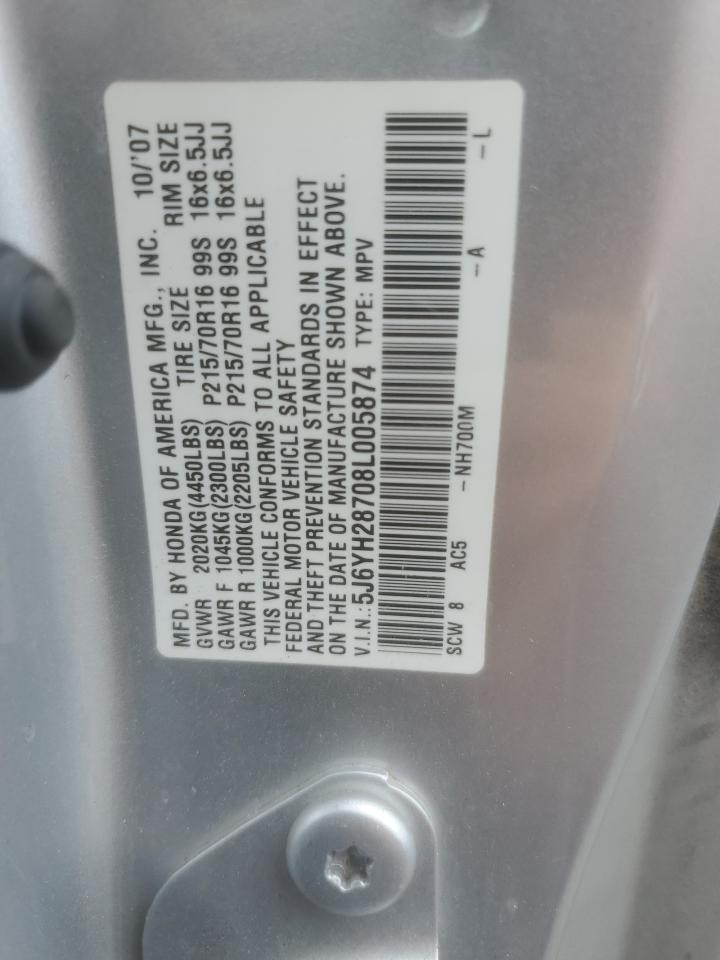 MFD. BY HONDA OF AMERICA MFG., INC. 10/'07
GVWR 2020KG(4450LBS) TIRE SIZE RIM SIZE
GAWR F 1045KG(2300LBS) P215/70R16 99S 16x6.5JJ
GAWR R 1000KG(2205LBS) P215/70R16 99S 16x6.5JJ
THIS VEHICLE CONFORMS TO ALL APPLICABLE
FEDERAL MOTOR VEHICLE SAFETY
AND THEFT PREVENTION STANDARDS IN EFFECT
ON THE DATE OF MANUFACTURE SHOWN ABOVE.
V.I.N.:5J6YH28708L005874 TYPE: MPV
SCW 8 AC5 -NH700M -A -L